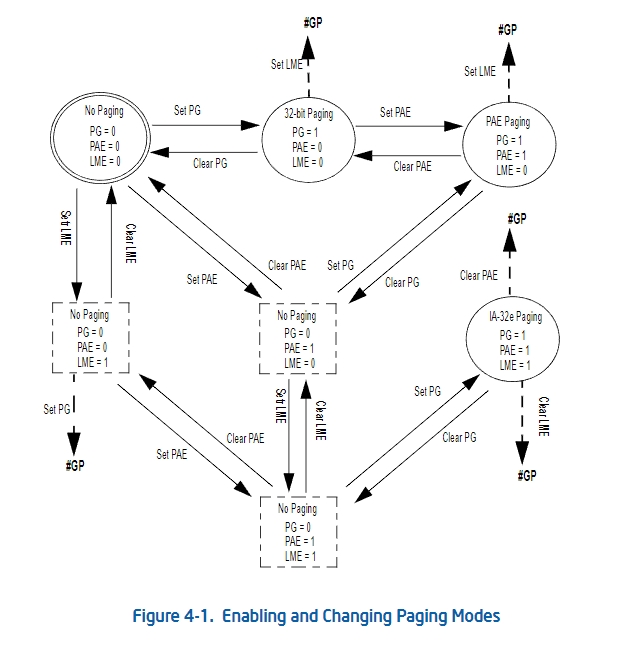 #GP
#GP
Set LME
Set LME
No Paging
PG = 0
PAE = 0
LME = 0
Set PG
Clear PG
32-bit Paging
PG = 1
PAE = 0
LME = 0
Set PAE
Clear PAE
PAE Paging
PG = 1
PAE = 1
LME = 0
Set LME
Clear LME
Set PAE
Clear PAE
Set PG
Clear PG
#GP
Clear PAE
No Paging
PG = 0
PAE = 0
LME = 1
No Paging
PG = 0
PAE = 1
LME = 0
IA-32e Paging
PG = 1
PAE = 1
LME = 1
Set PG
#GP
Set PAE
Clear PAE
Set LME
Clear LME
Set PG
Clear PG
Clear LME
#GP
No Paging
PG = 0
PAE = 1
LME = 1
Figure 4-1. Enabling and Changing Paging Modes